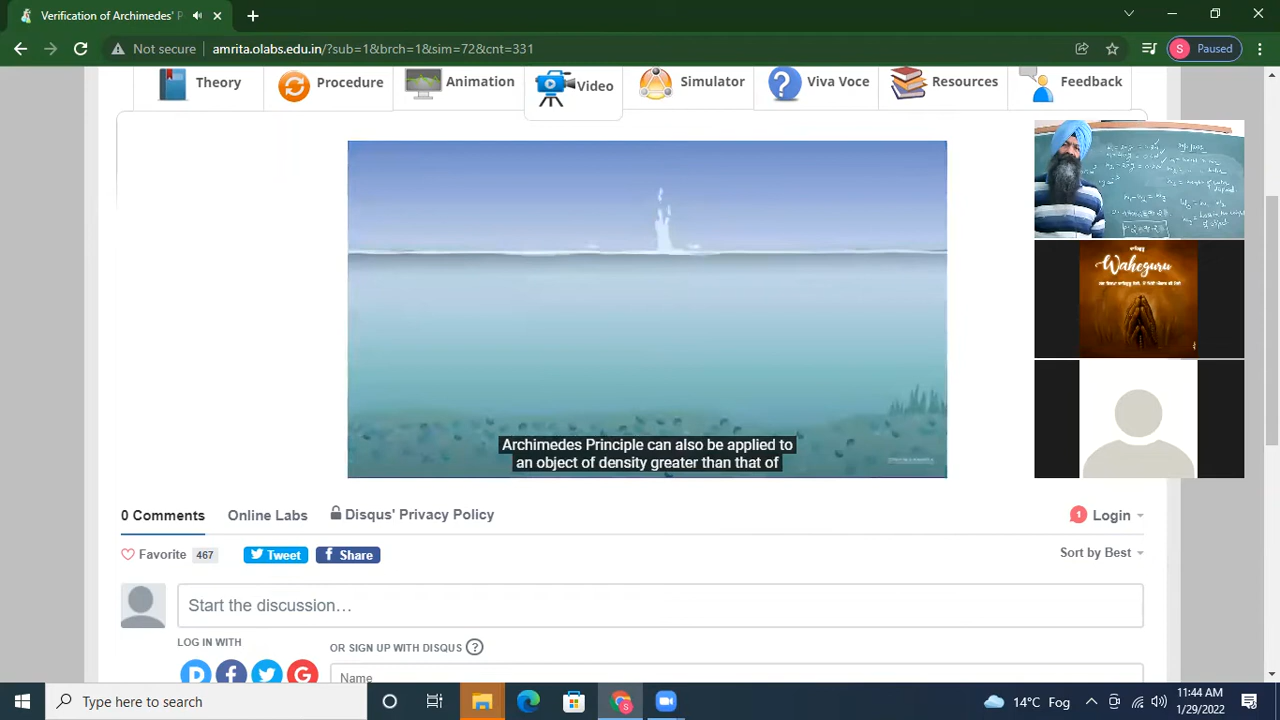 Verification of Archimedes' P
Not secure
amrita.olabs.edu.in/?sub=1&brch=1&sim=72&cnt=331
S Paused
Theory
Procedure
Animation
Video
Simulator
Viva Voce
Resources
Feedback
Waheguru
Archimedes Principle can also be applied to
an object of density greater than that of
0 Comments
Online Labs
Disqus' Privacy Policy
1 Login
Favorite 467
Tweet
Share
Sort by Best
Start the discussion…
LOG IN WITH
OR SIGN UP WITH DISQUS ?
Name
Type here to search
14°C Fog
11:44 AM
1/29/2022